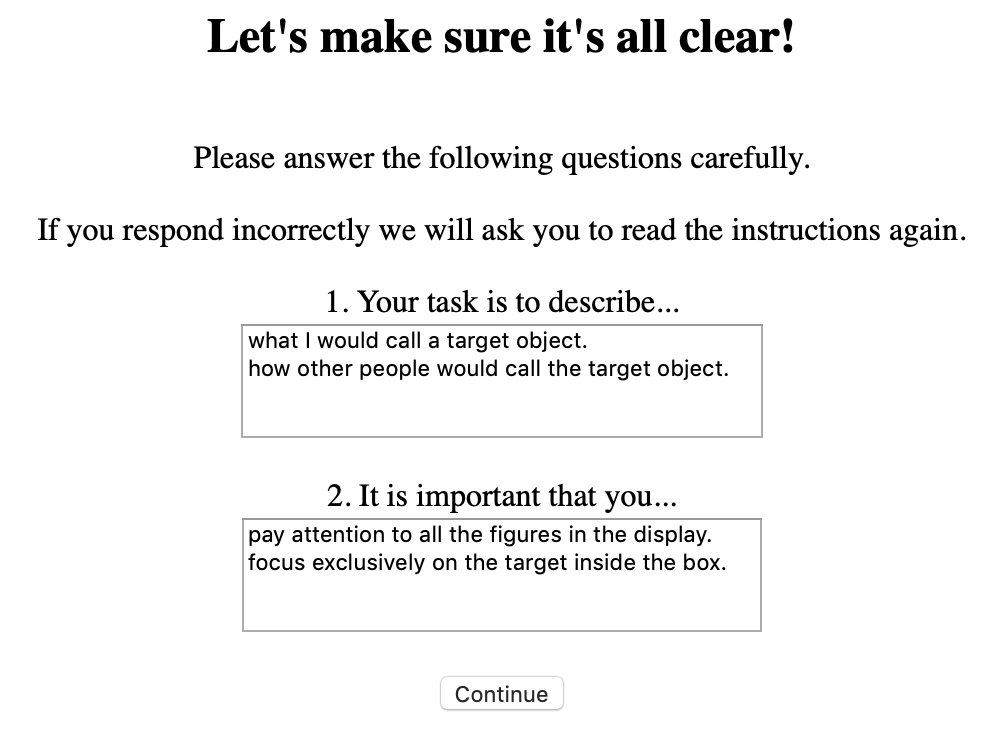 Let's make sure it's all clear!
Please answer the following questions carefully.
If you respond incorrectly we will ask you to read the instructions again.
1. Your task is to describe...
what I would call a target object.
how other people would call the target object.
2. It is important that you...
pay attention to all the figures in the display.
focus exclusively on the target inside the box.
Continue